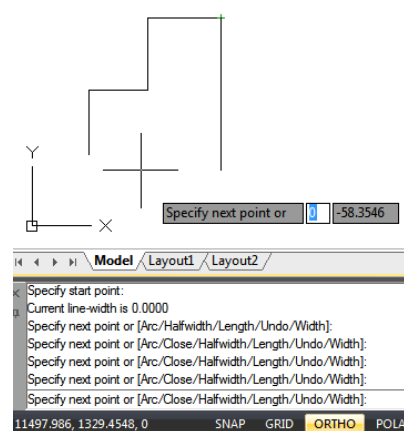 Y
X
Specify next point or 0 -58.3546
Model Layout1 Layout2
Specify start point:
Current line-width is 0.0000
Specify next point or [Arc/Halfwidth/Length/Undo/Width]:
Specify next point or [Arc/Close/Halfwidth/Length/Undo/Width]:
Specify next point or [Arc/Close/Halfwidth/Length/Undo/Width]:
Specify next point or [Arc/Close/Halfwidth/Length/Undo/Width]:
Specify next point or [Arc/Close/Halfwidth/Length/Undo/Width]:
11497.986, 1329.4548, 0 SNAP GRID ORTHO POLA